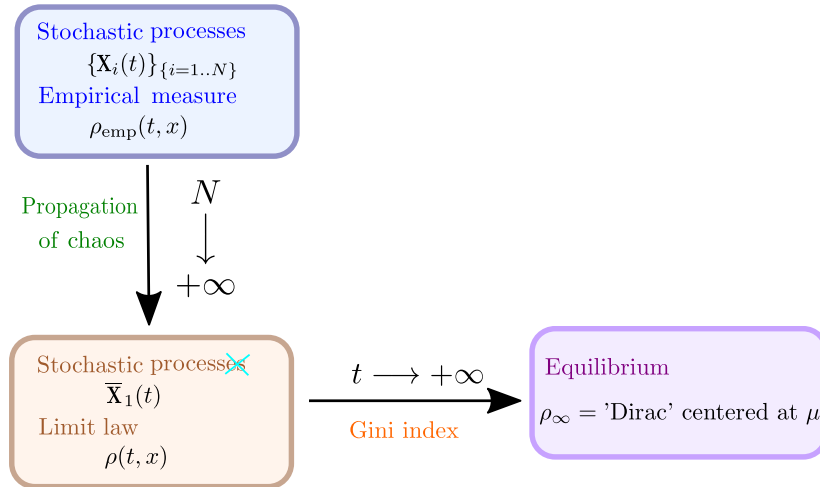 Stochastic processes
{X_i(t)}_{i=1..N}
Empirical measure
ρ_emp(t, x)
Propagation
of chaos
N
↓
+∞
Stochastic processes
X̅_1(t)
Limit law
ρ(t, x)
t ⟶ +∞
Gini index
Equilibrium
ρ_∞ = 'Dirac' centered at μ